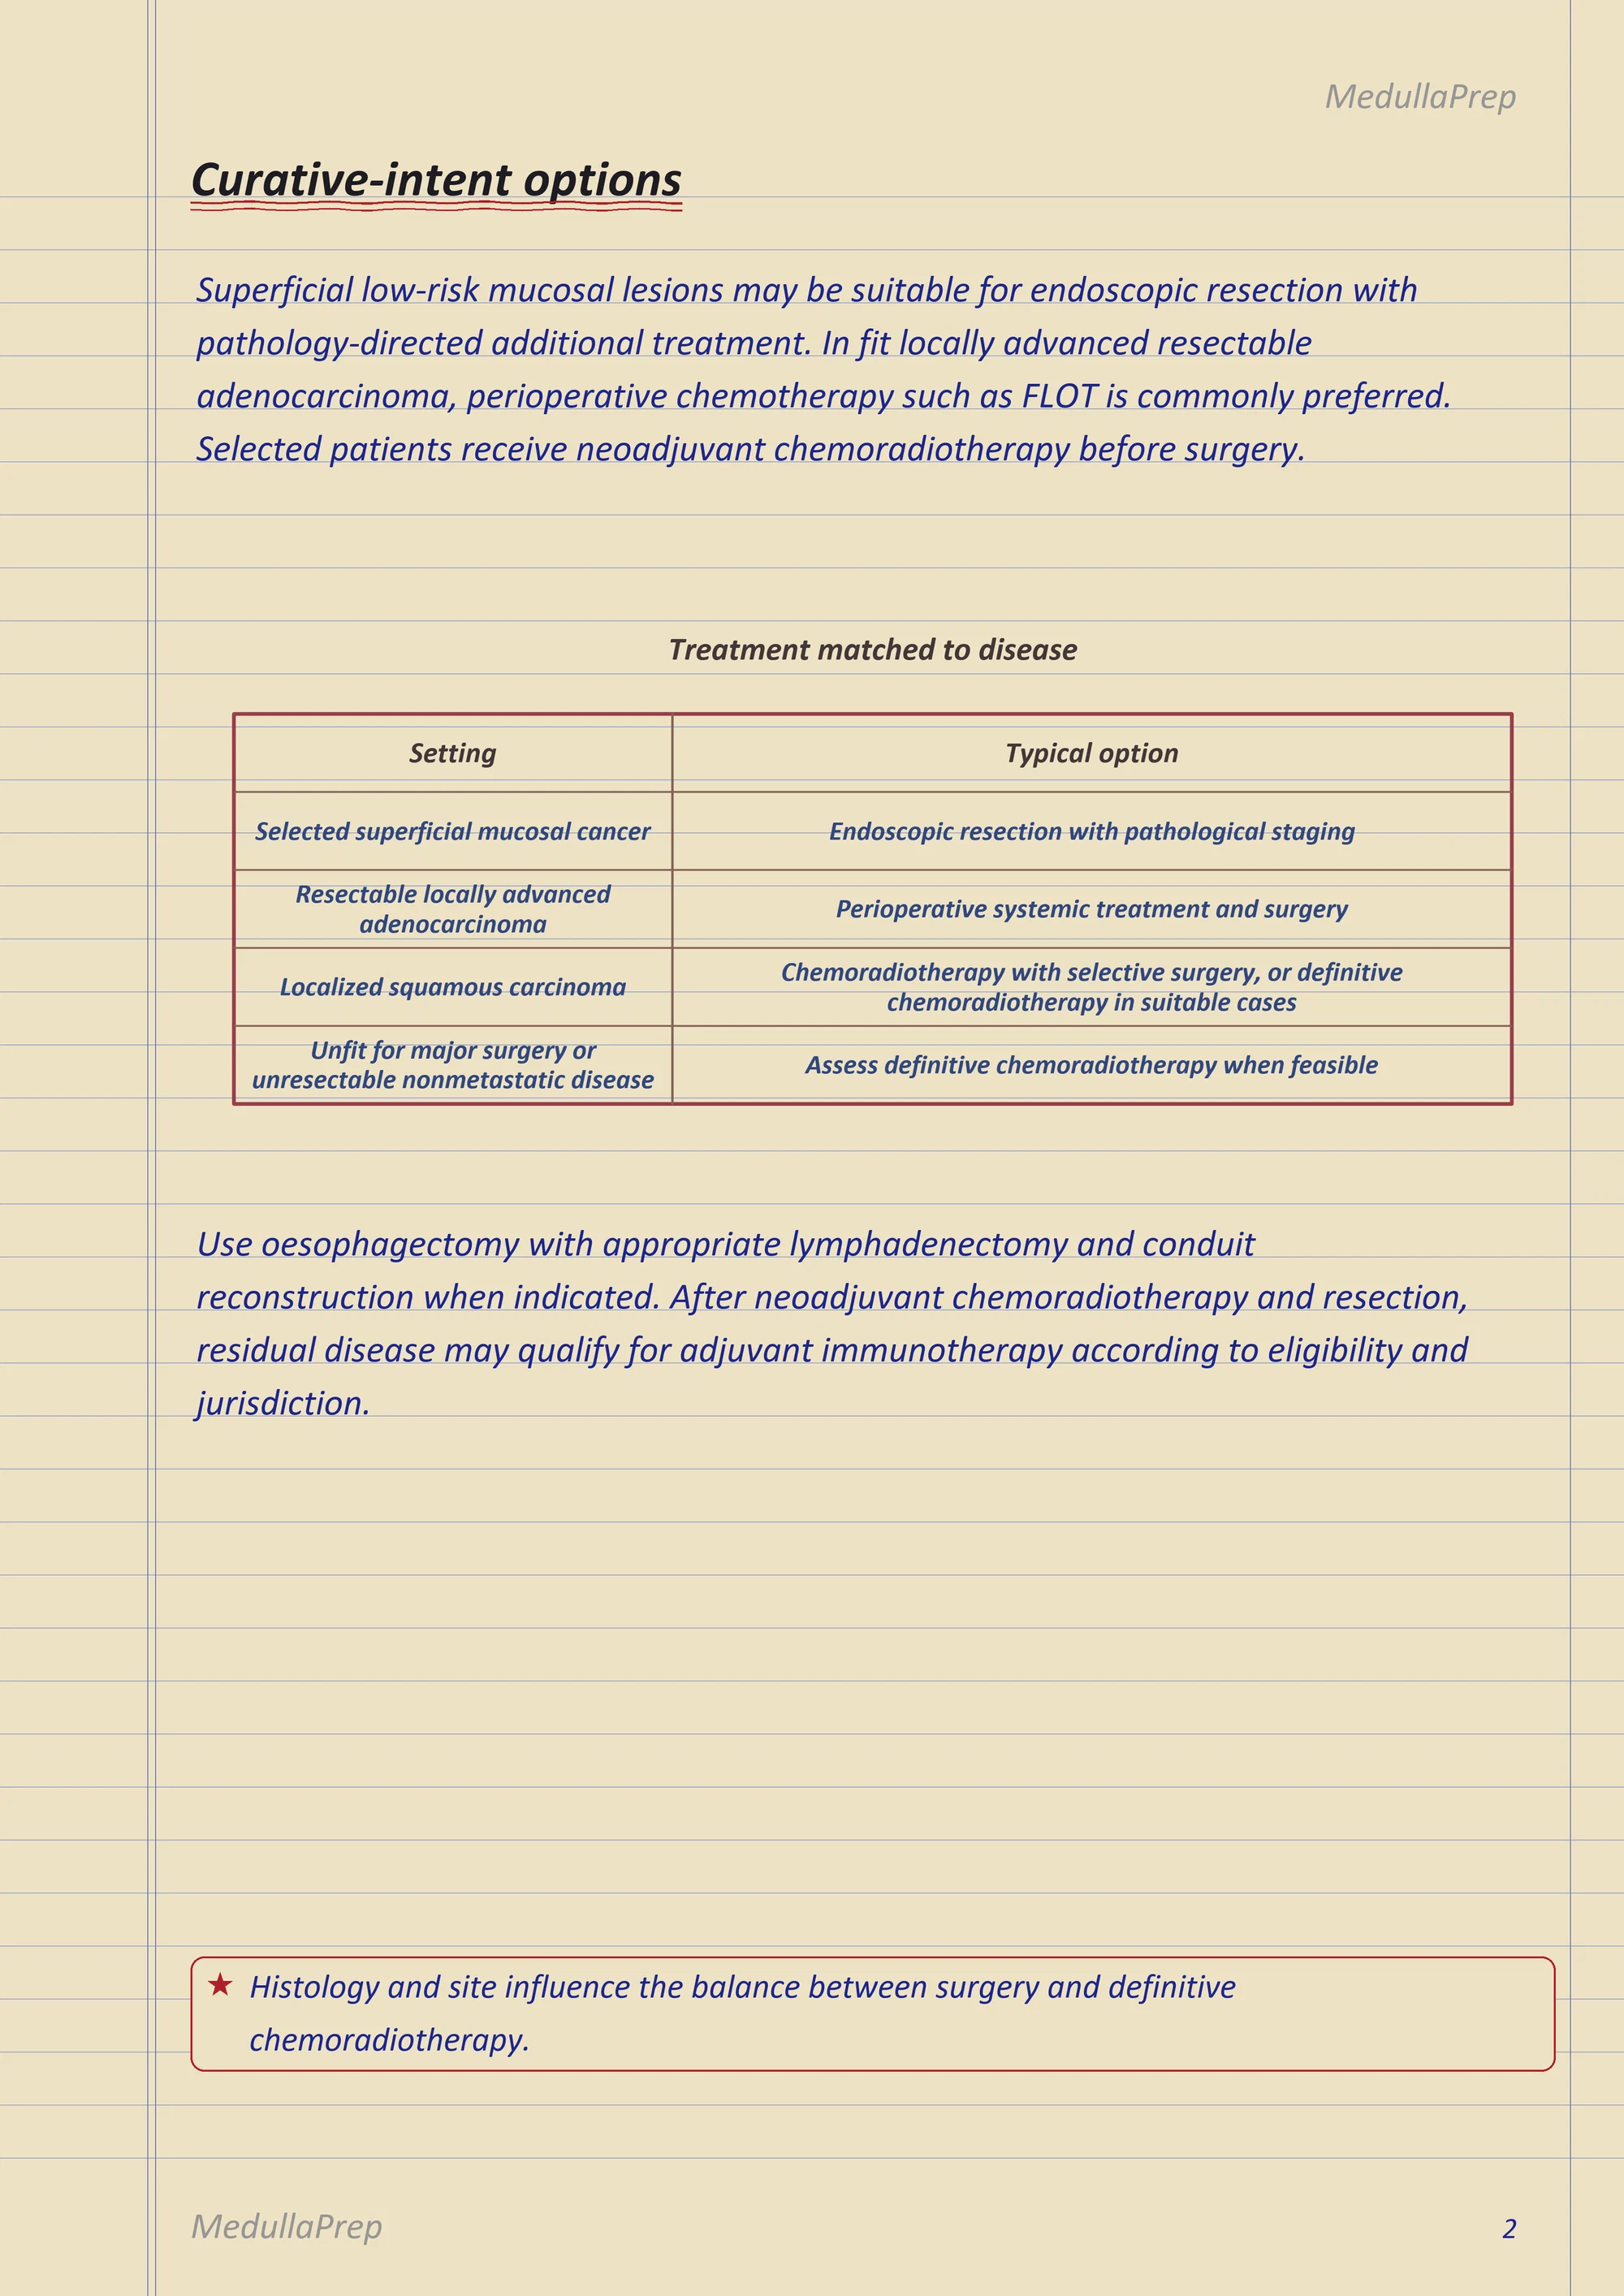 MedullaPrep
Curative-intent options
Superficial low-risk mucosal lesions may be suitable for endoscopic resection with
pathology-directed additional treatment. In fit locally advanced resectable
adenocarcinoma, perioperative chemotherapy such as FLOT is commonly preferred.
Selected patients receive neoadjuvant chemoradiotherapy before surgery.
Treatment matched to disease
Setting
Typical option
Selected superficial mucosal cancer
Endoscopic resection with pathological staging
Resectable locally advanced
adenocarcinoma
Perioperative systemic treatment and surgery
Localized squamous carcinoma
Chemoradiotherapy with selective surgery, or definitive
chemoradiotherapy in suitable cases
Unfit for major surgery or
unresectable nonmetastatic disease
Assess definitive chemoradiotherapy when feasible
Use oesophagectomy with appropriate lymphadenectomy and conduit
reconstruction when indicated. After neoadjuvant chemoradiotherapy and resection,
residual disease may qualify for adjuvant immunotherapy according to eligibility and
jurisdiction.
★ Histology and site influence the balance between surgery and definitive
chemoradiotherapy.
MedullaPrep
2